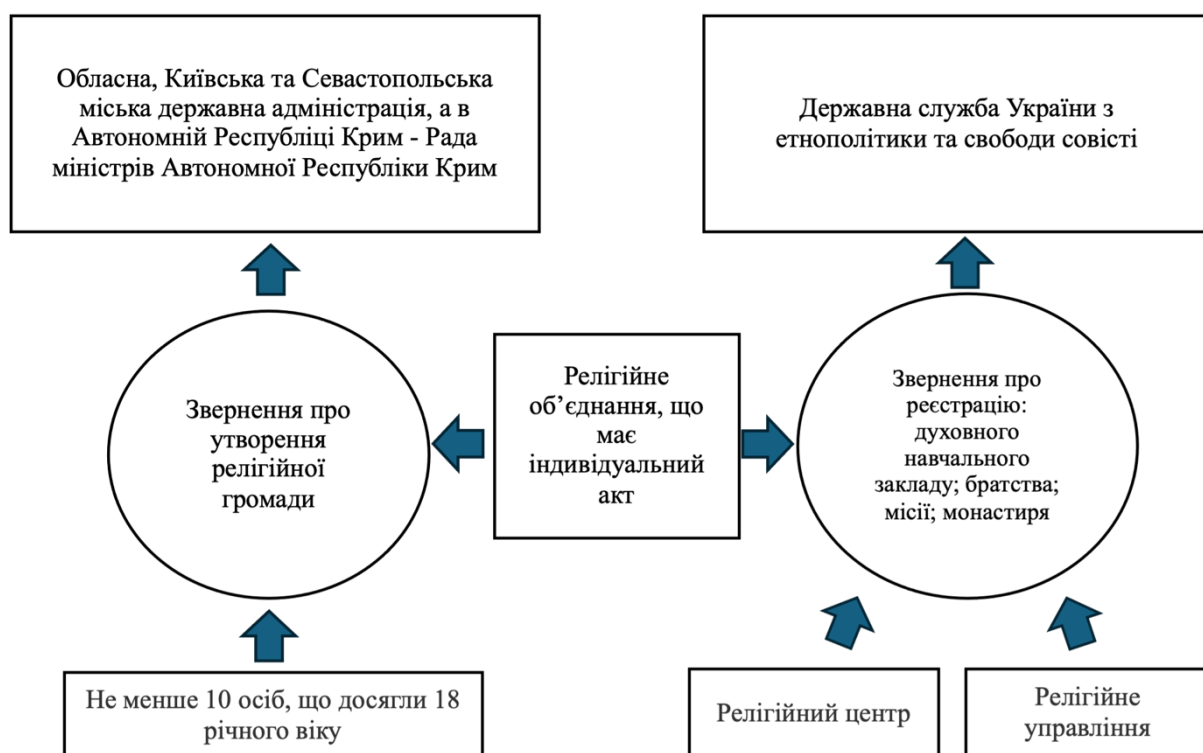 Обласна, Київська та Севастопольська
міська державна адміністрація, а в
Автономній Республіці Крим - Рада
міністрів Автономної Республіки Крим
Державна служба України з
етнополітики та свободи совісті
Звернення про
утворення
релігійної
громади
Релігійне
об’єднання, що
має
індивідуальний
акт
Звернення про
реєстрацію:
духовного
навчального
закладу; братства;
місії; монастиря
Не менше 10 осіб, що досягли 18
річного віку
Релігійний центр
Релігійне
управління